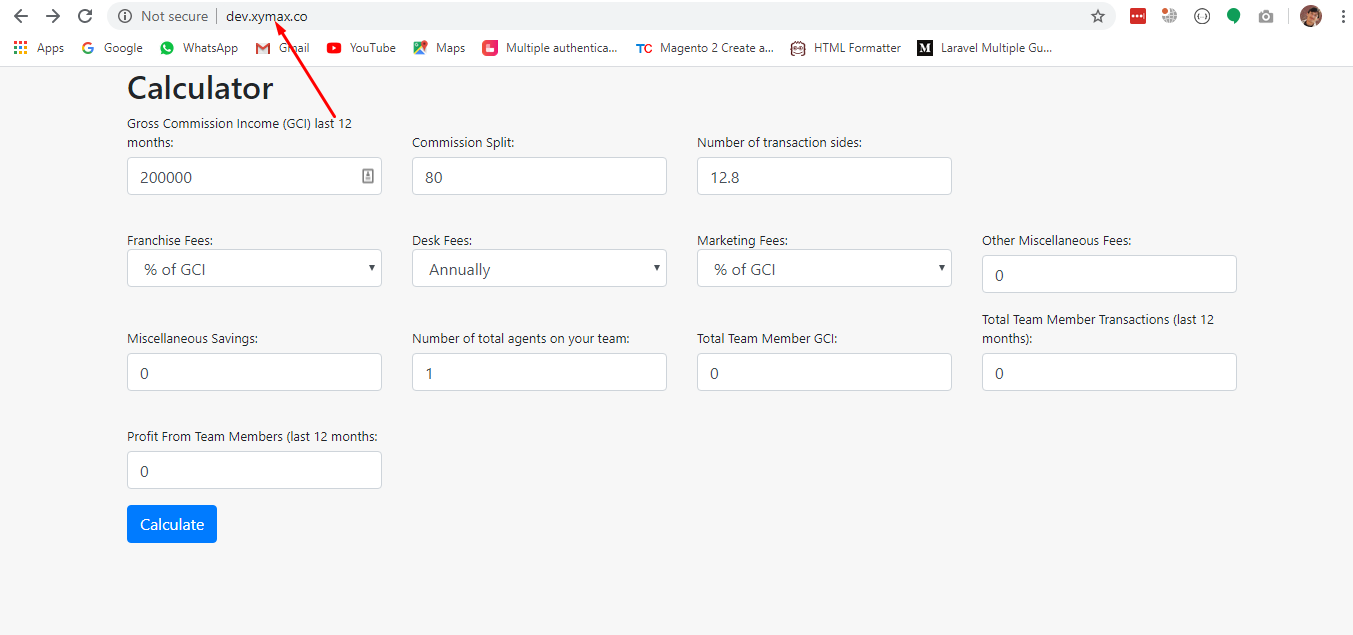 Not secure | dev.xymax.co
Apps Google WhatsApp Gmail YouTube Maps Multiple authentica... TC Magento 2 Create a... HTML Formatter M Laravel Multiple Gu...
Calculator
Gross Commission Income (GCI) last 12
months:
Commission Split:
Number of transaction sides:
200000
80
12.8
Franchise Fees:
Desk Fees:
Marketing Fees:
Other Miscellaneous Fees:
% of GCI
Annually
% of GCI
0
Miscellaneous Savings:
Number of total agents on your team:
Total Team Member GCI:
Total Team Member Transactions (last 12
months):
0
1
0
0
Profit From Team Members (last 12 months:
0
Calculate